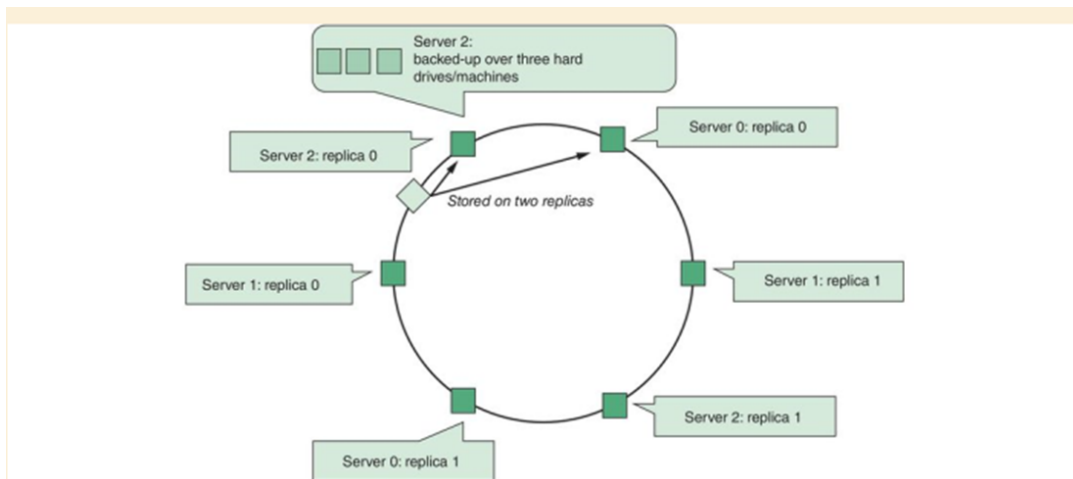 Server 2:
backed-up over three hard
drives/machines
Server 0: replica 0
Server 2: replica 0
Stored on two replicas
Server 1: replica 0
Server 1: replica 1
Server 2: replica 1
Server 0: replica 1